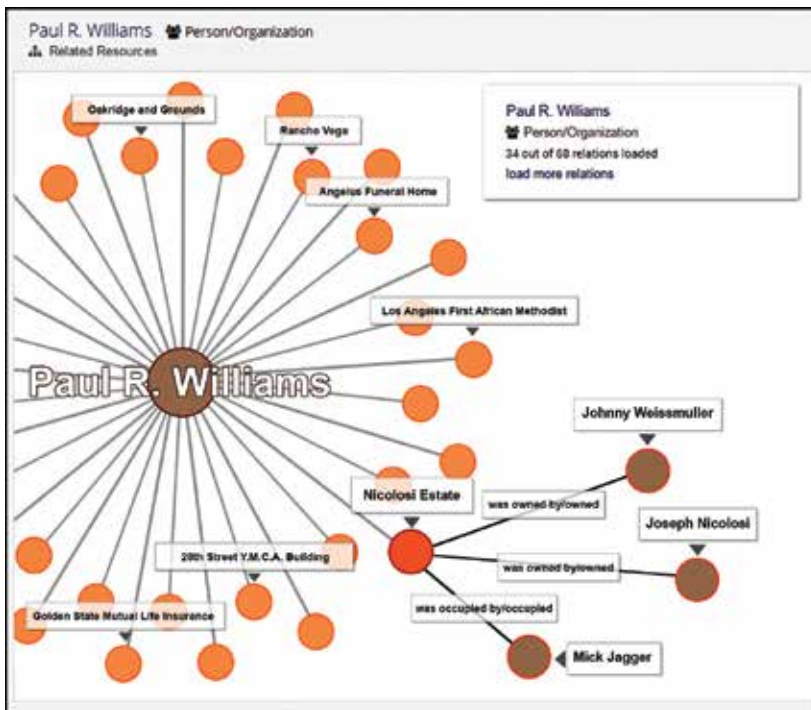 Paul R. Williams Person/Organization
Related Resources
Oakridge and Grounds
Rancho Vega
Angelus Funeral Home
Paul R. Williams
Person/Organization
34 out of 68 relations loaded
load more relations
Los Angeles First African Methodist
Paul R. Williams
Johnny Weissmuller
Nicolosi Estate
was owned by/owned
Joseph Nicolosi
28th Street Y.M.C.A. Building
was owned by/owned
was occupied by/occupied
Golden State Mutual Life Insurance
Mick Jagger